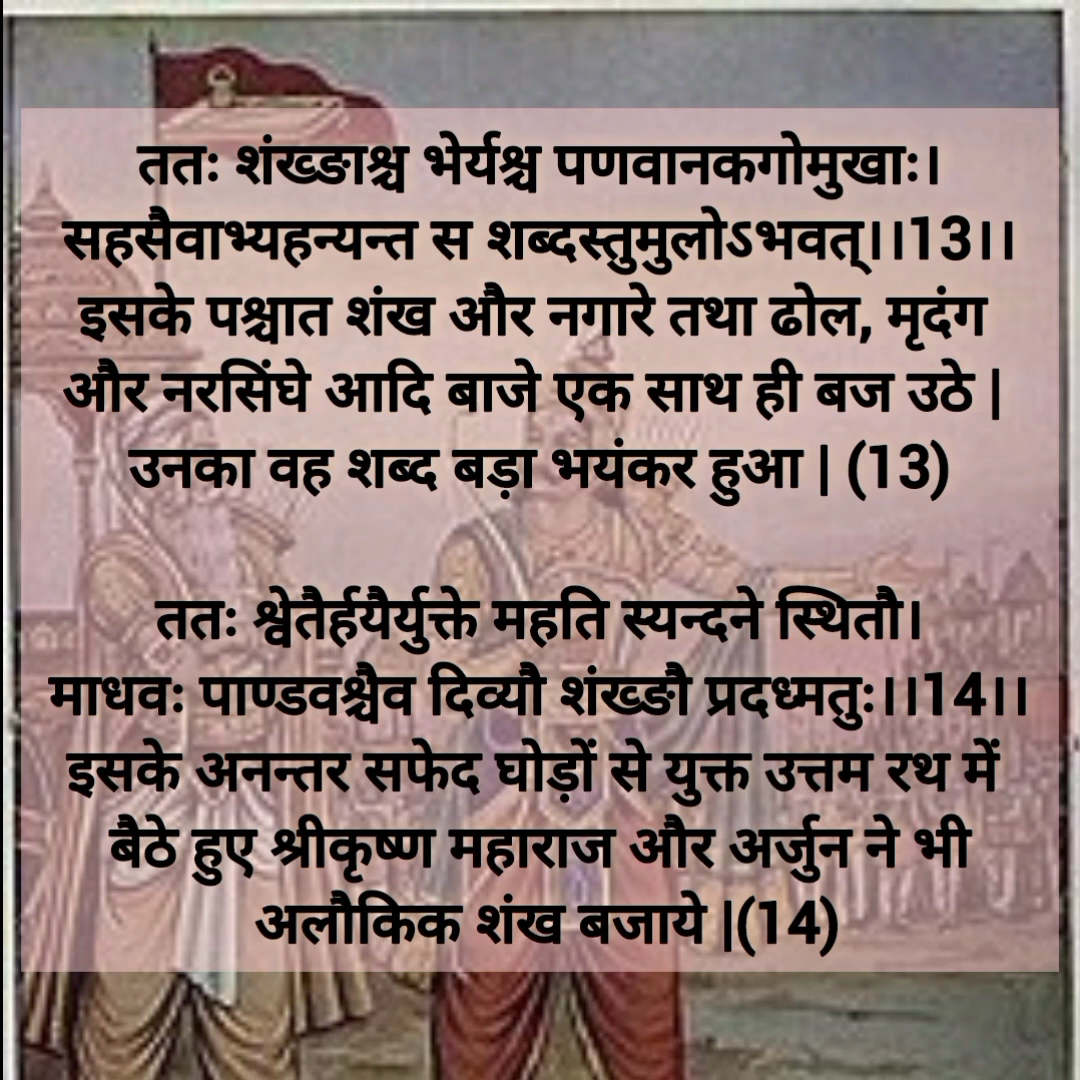 ततः शंख्ङाश्च भेर्यश्च पणवानकगोमुखाः।
सहसैवाभ्यहन्यन्त स शब्दस्तुमुलोऽभवत्।।13।।
इसके पश्चात शंख और नगारे तथा ढोल, मृदंग
और नरसिंघे आदि बाजे एक साथ ही बज उठे |
उनका वह शब्द बड़ा भयंकर हुआ | (13)
ततः श्वेतैर्हयैर्युक्ते महति स्यन्दने स्थितौ।
माधवः पाण्डवश्चैव दिव्यौ शंख्ङौ प्रदध्मतुः।।14।।
इसके अनन्तर सफेद घोड़ों से युक्त उत्तम रथ में
बैठे हुए श्रीकृष्ण महाराज और अर्जुन ने भी
अलौकिक शंख बजाये |(14)